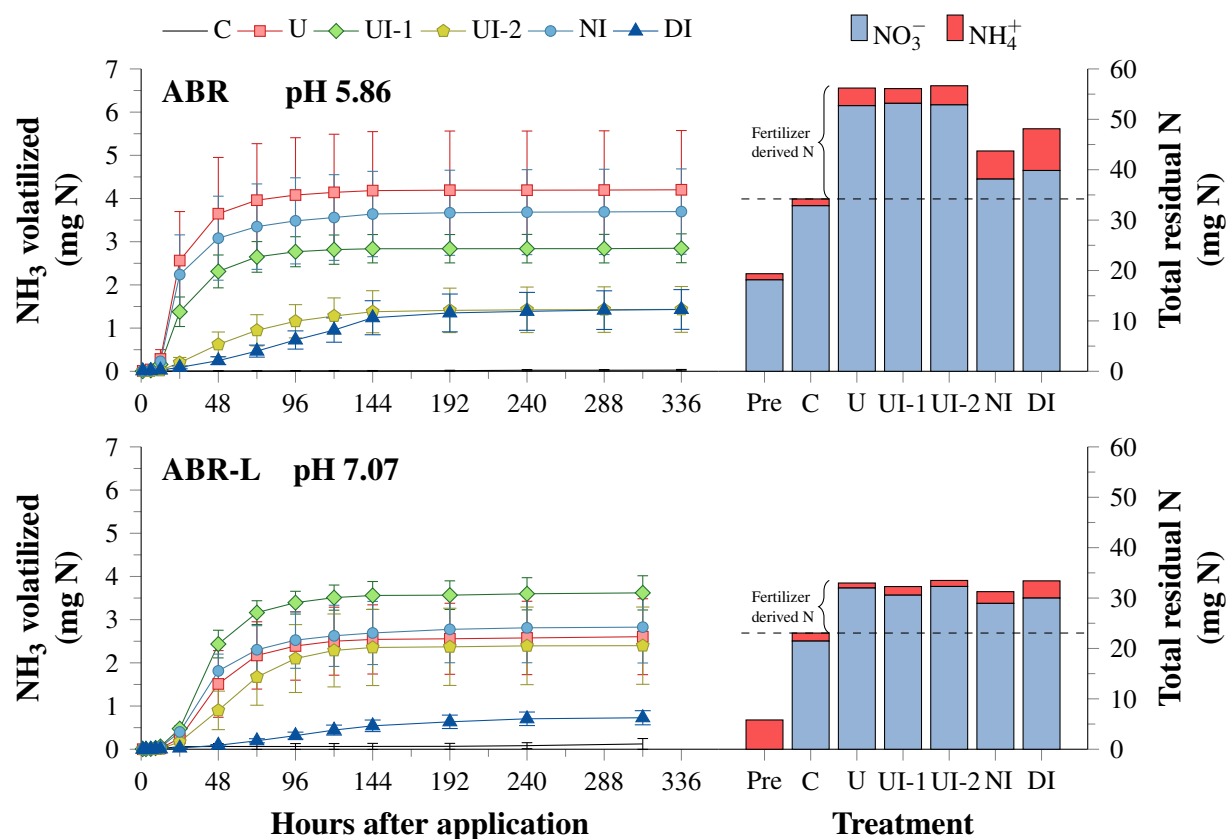 C U UI-1 UI-2 NI DI
NO₃⁻ NH₄⁺
ABR pH 5.86
NH₃ volatilized
(mg N)
7
6
5
4
3
2
1
0
0 48 96 144 192 240 288 336
Fertilizer
derived N
60
50
40
30
20
10
0
Total residual N
(mg N)
Pre C U UI-1 UI-2 NI DI
ABR-L pH 7.07
NH₃ volatilized
(mg N)
7
6
5
4
3
2
1
0
0 48 96 144 192 240 288 336
Hours after application
Fertilizer
derived N
60
50
40
30
20
10
0
Total residual N
(mg N)
Pre C U UI-1 UI-2 NI DI
Treatment